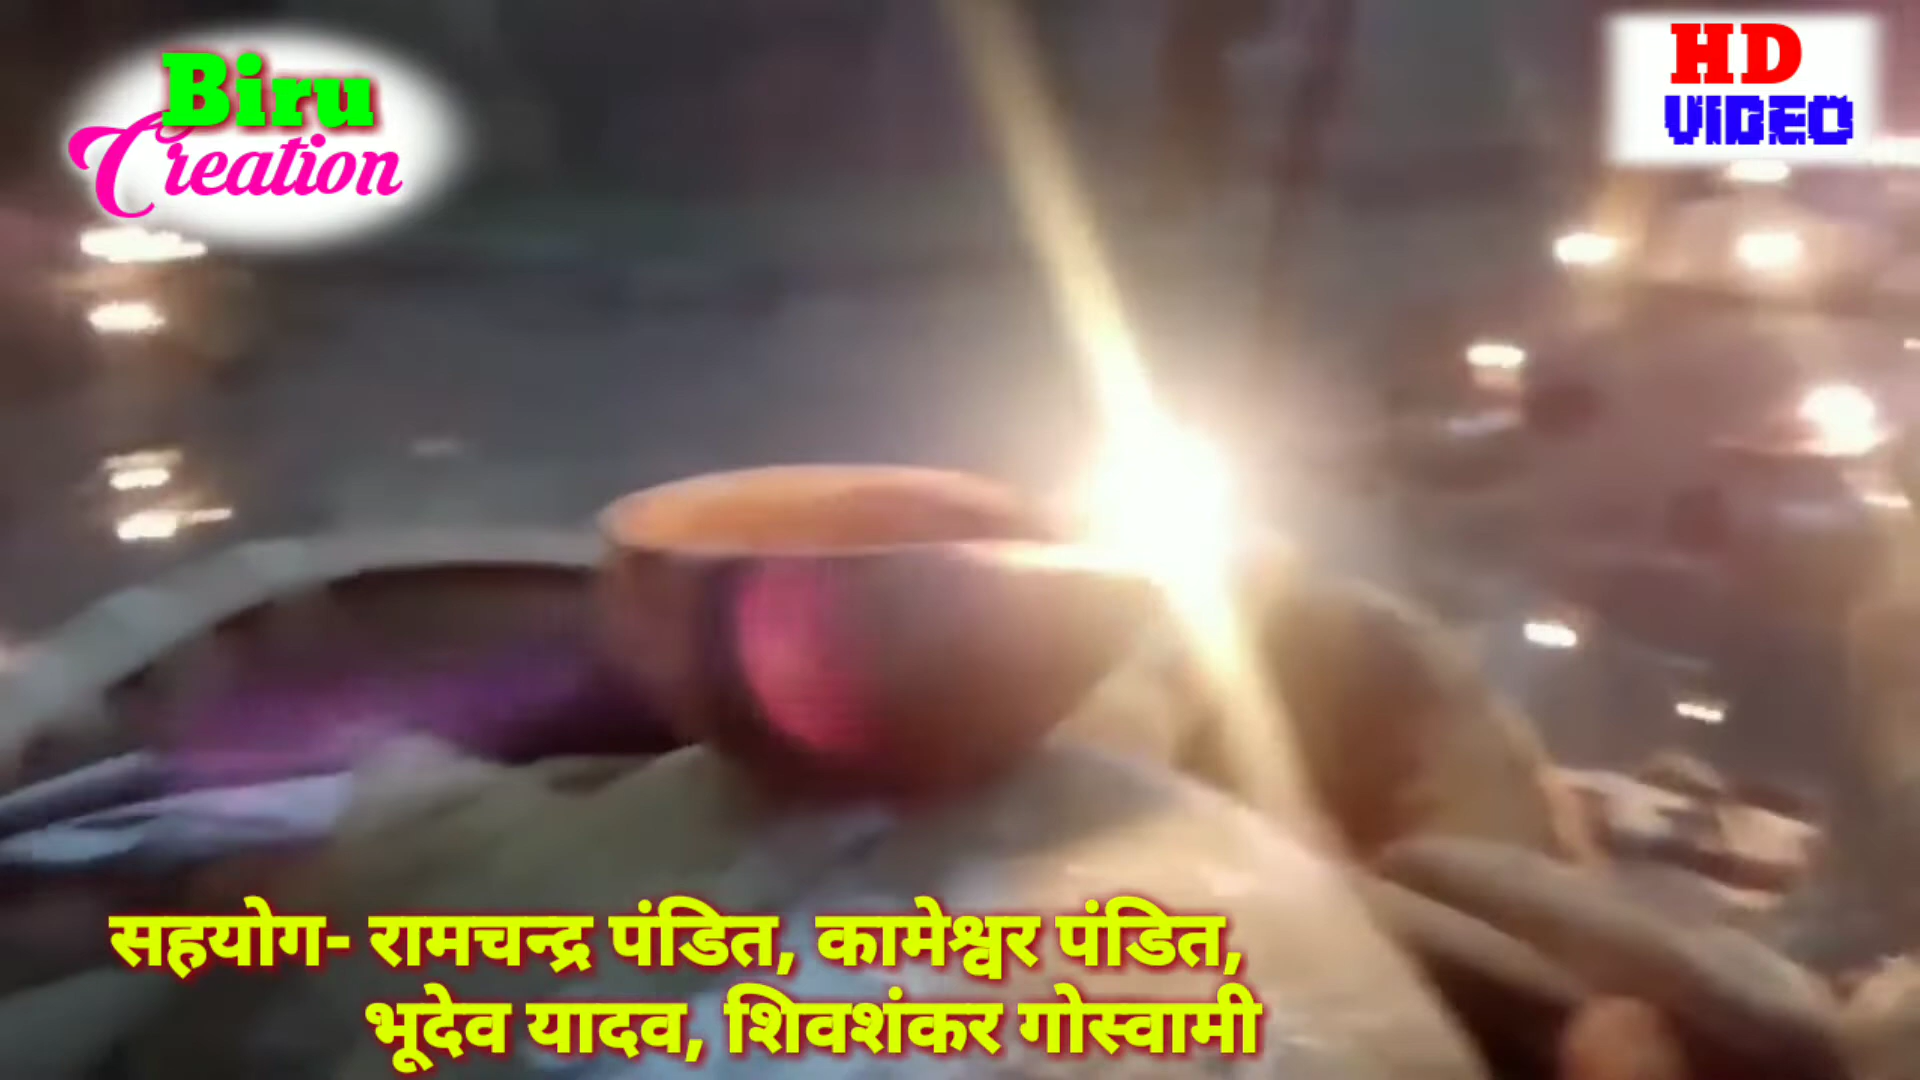 Biru
Creation
HD
VIDEO
सहयोग- रामचन्द्र पंडित, कामेश्वर पंडित,
भूदेव यादव, शिवशंकर गोस्वामी